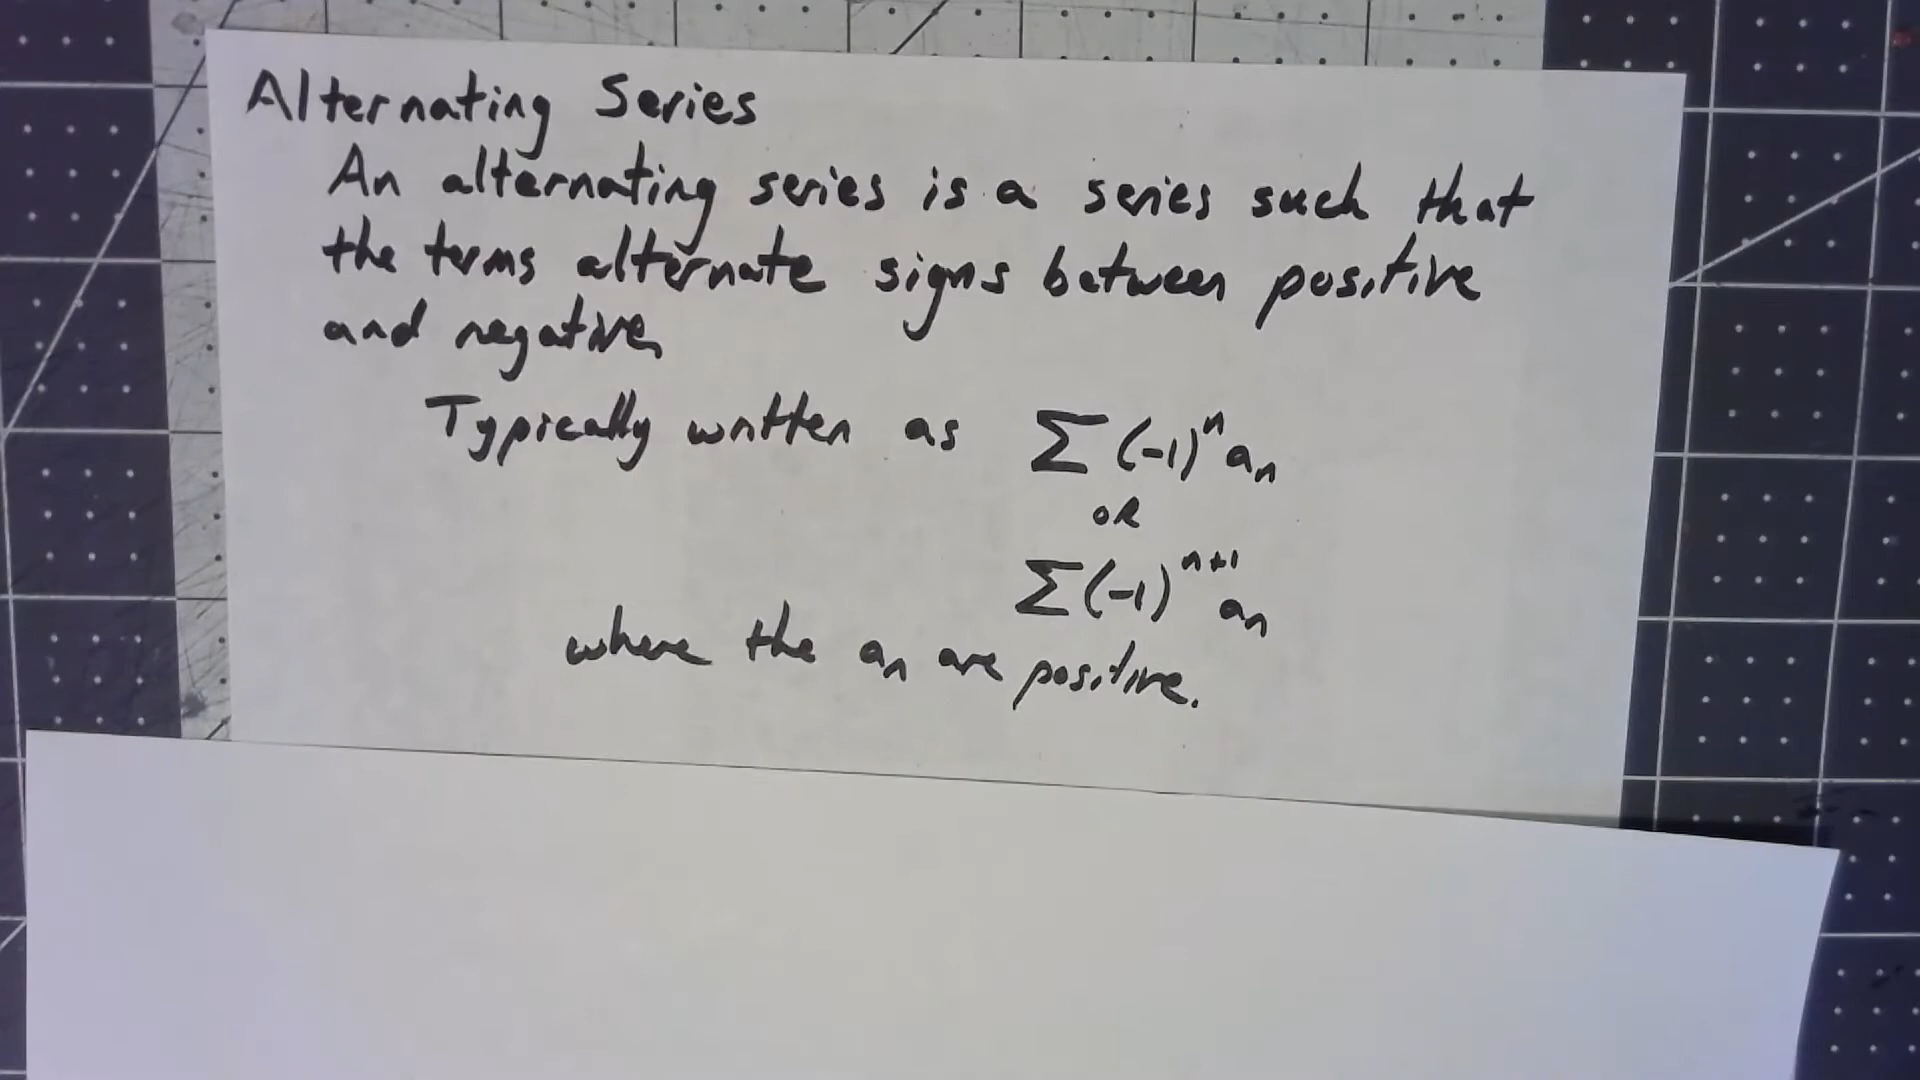 Alternating Series
An alternating series is a series such that
the terms alternate signs between positive
and negative
Typically written as Σ(-1)ⁿaₙ
OR
Σ(-1)ⁿ⁺¹aₙ
where the aₙ are positive.